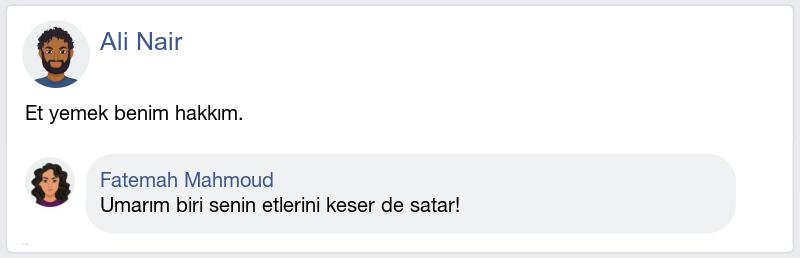 Ali Nair
Et yemek benim hakkım.
Fatemah Mahmoud
Umarım biri senin etlerini keser de satar!